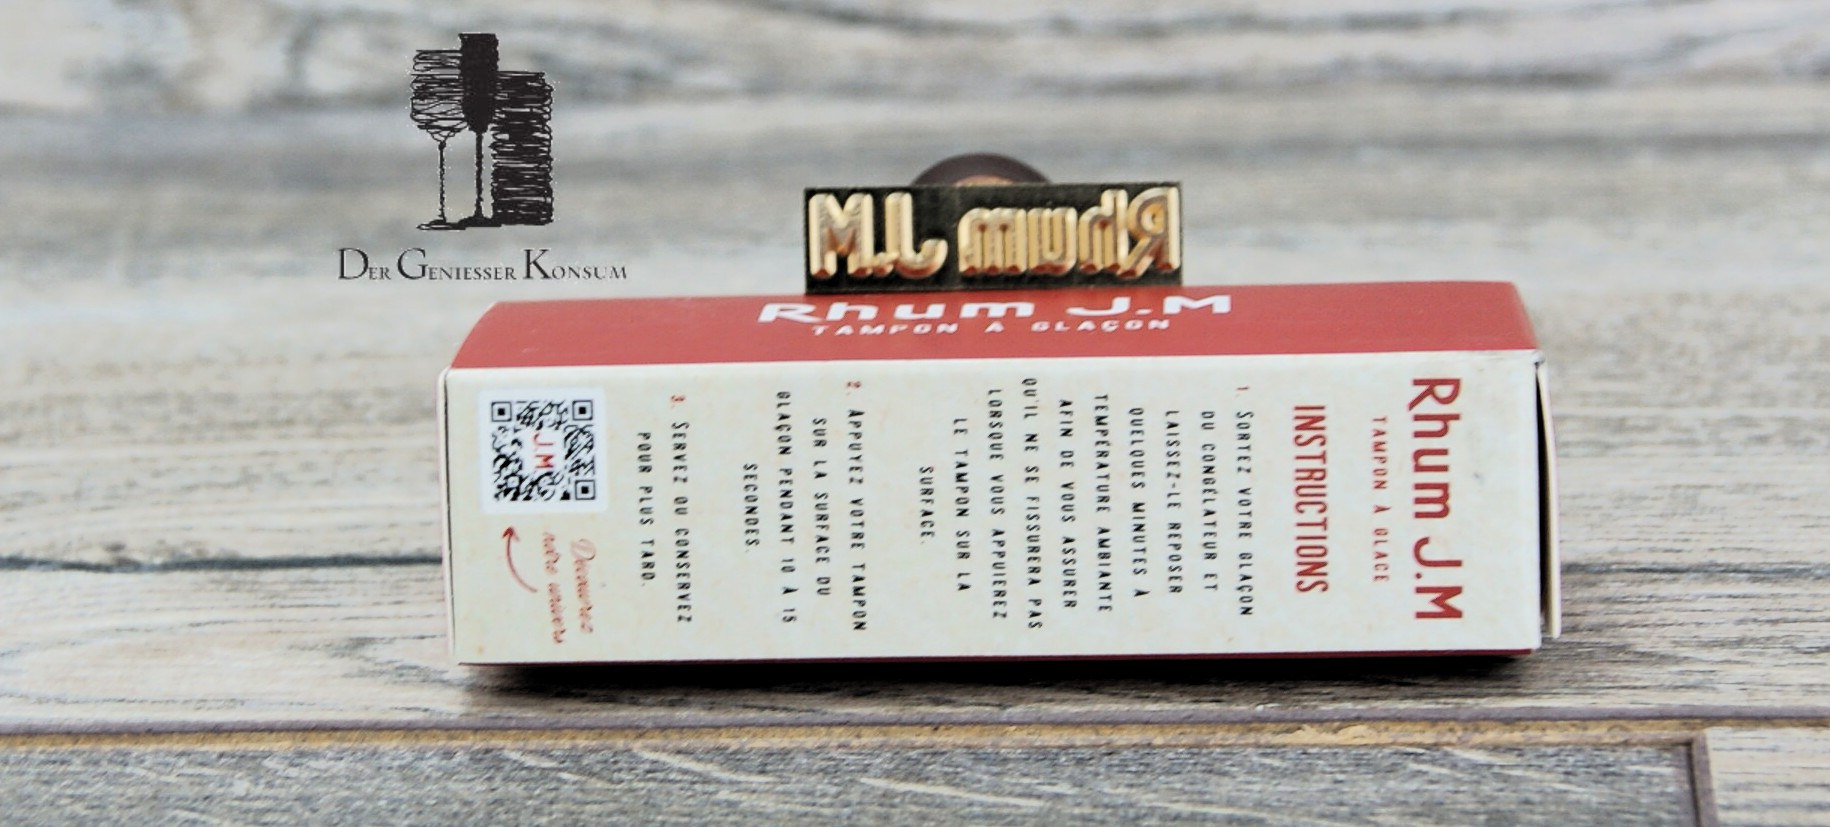 DER GENIESSER KONSUM
Rhum J.M
Rhum J.M
TAMPON À GLAÇON
Rhum J.M
TAMPON À GLACE
INSTRUCTIONS
1. SORTEZ VOTRE GLAÇON
DU CONGÉLATEUR ET
LAISSEZ-LE REPOSER
QUELQUES MINUTES À
TEMPÉRATURE AMBIANTE
AFIN DE VOUS ASSURER
QU'IL NE SE FISSURERA PAS
LORSQUE VOUS APPUIEREZ
LE TAMPON SUR LA
SURFACE.
2. APPUYEZ VOTRE TAMPON
SUR LA SURFACE DU
GLAÇON PENDANT 10 À 15
SECONDES.
3. SERVEZ OU CONSERVEZ
POUR PLUS TARD.
J.M
Découvrez
notre univers